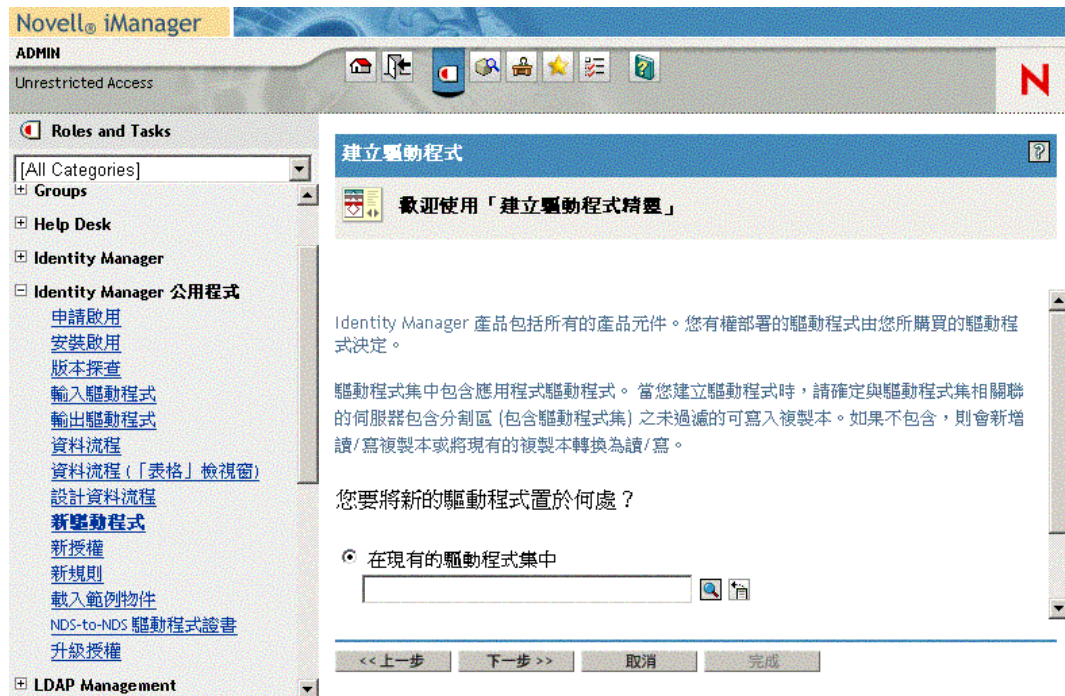 Novell® iManager
ADMIN
Unrestricted Access
N
Roles and Tasks
[All Categories]
Groups
Help Desk
Identity Manager
Identity Manager 公用程式
申請啟用
安裝啟用
版本探查
輸入驅動程式
輸出驅動程式
資料流程
資料流程 (「表格」檢視窗)
設計資料流程
新驅動程式
新授權
新規則
載入範例物件
NDS-to-NDS 驅動程式證書
升級授權
LDAP Management
建立驅動程式
?
歡迎使用「建立驅動程式精靈」
Identity Manager 產品包括所有的產品元件。您有權部署的驅動程式由您所購買的驅動程
式決定。
驅動程式集中包含應用程式驅動程式。 當您建立驅動程式時，請確定與驅動程式集相關聯
的伺服器包含分割區 (包含驅動程式集) 之未過濾的可寫入複製本。如果不包含，則會新增
讀/寫複製本或將現有的複製本轉換為讀/寫。
您要將新的驅動程式置於何處？
在現有的驅動程式集中
<<上一步
下一步 >>
取消
完成